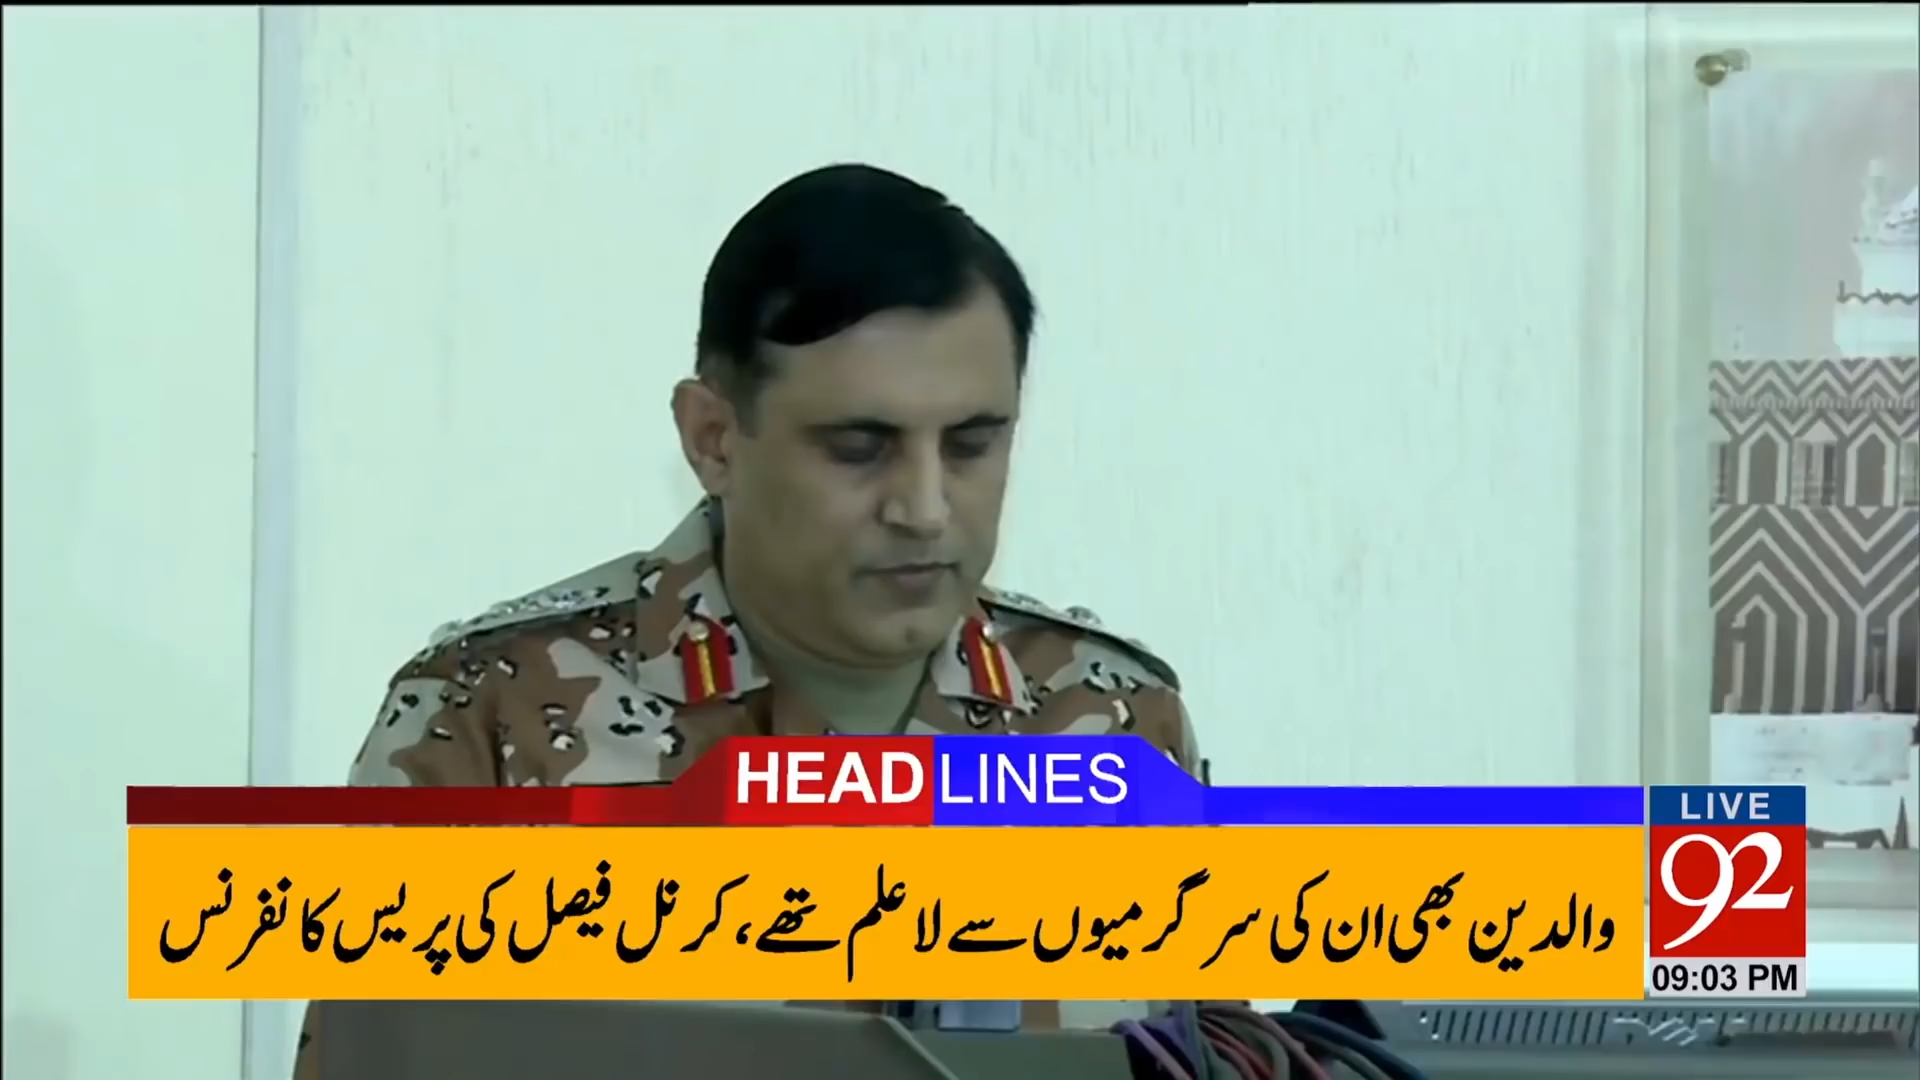 HEADLINES
LIVE
92
والدین بھی ان کی سرگرمیوں سے لاعلم تھے، کرنل فیصل کی پریس کانفرنس
09:03 PM